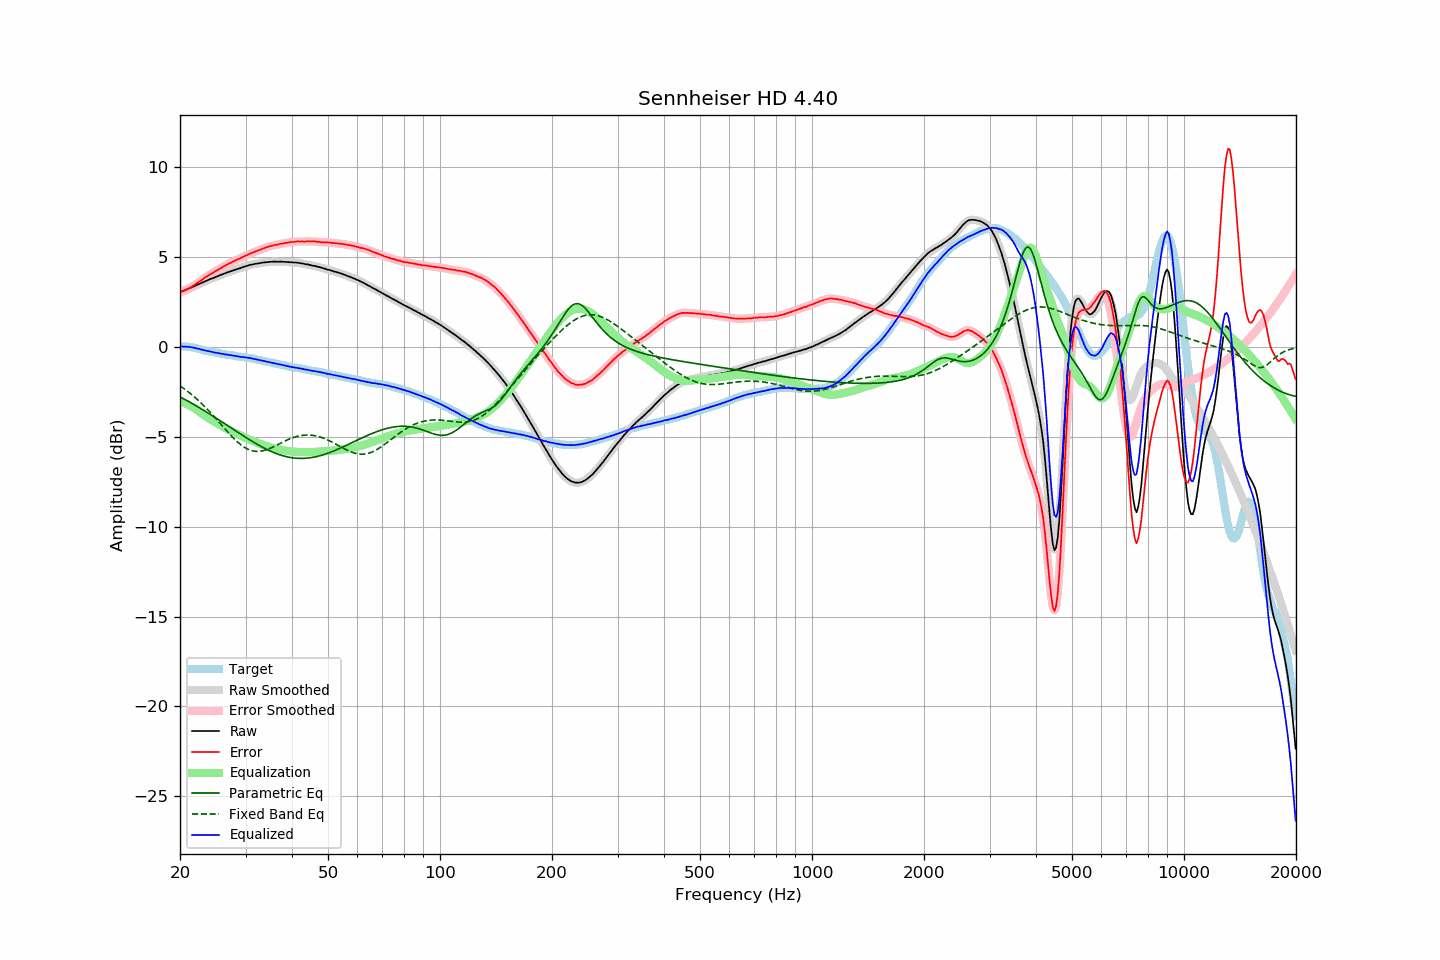 Sennheiser HD 4.40
Amplitude (dBr)
10
5
0
−5
−10
−15
−20
−25
Target
Raw Smoothed
Error Smoothed
Raw
Error
Equalization
Parametric Eq
Fixed Band Eq
Equalized
20 50 100 200 500 1000 2000 5000 10000 20000
Frequency (Hz)